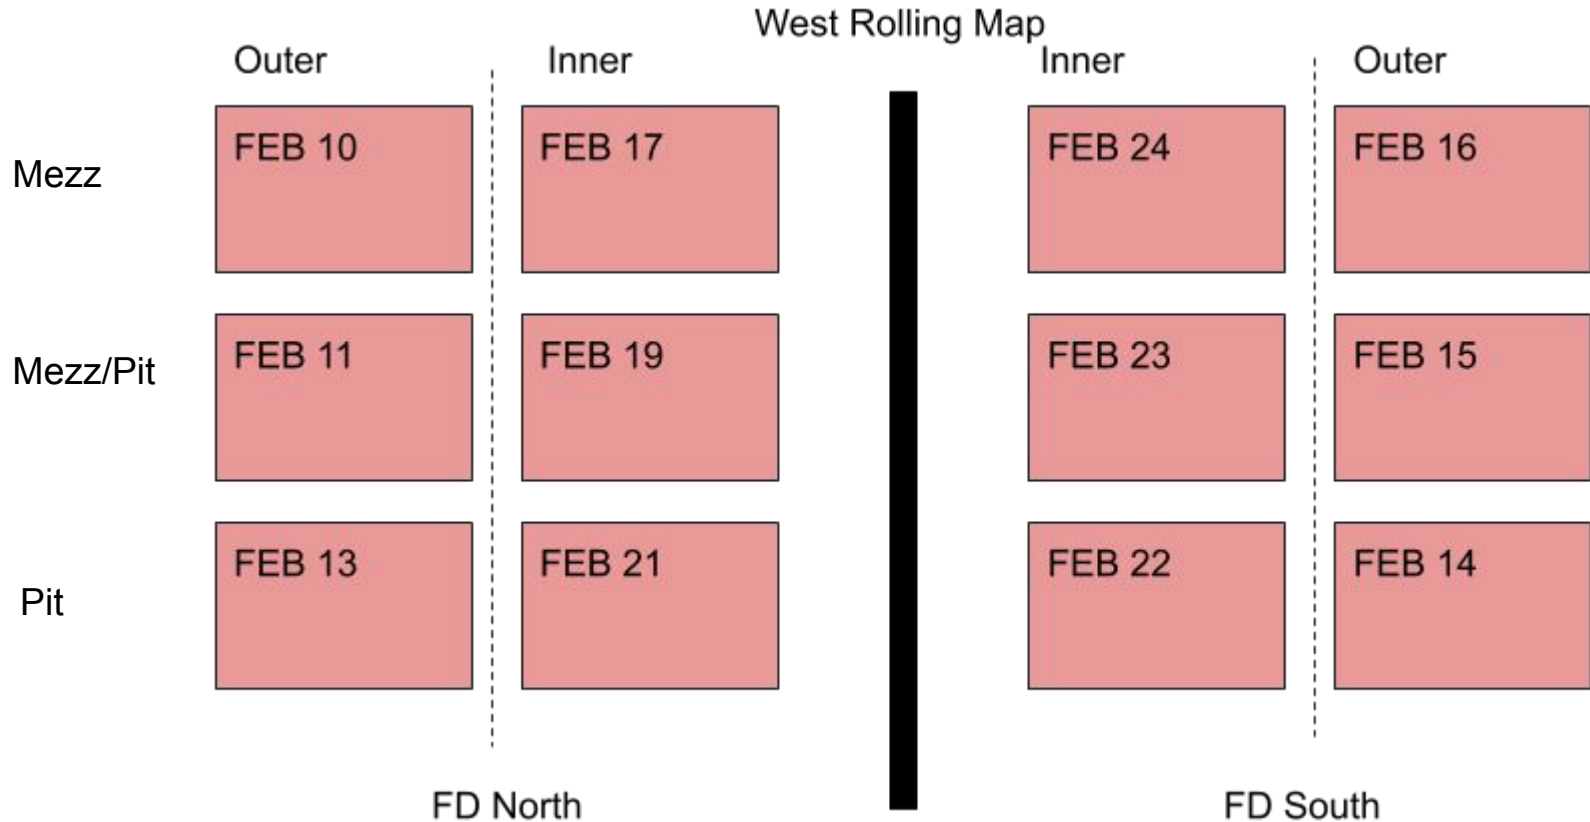 West Rolling Map
Outer Inner Inner Outer
Mezz FEB 10 FEB 17 FEB 24 FEB 16
Mezz/Pit FEB 11 FEB 19 FEB 23 FEB 15
Pit FEB 13 FEB 21 FEB 22 FEB 14
FD North FD South